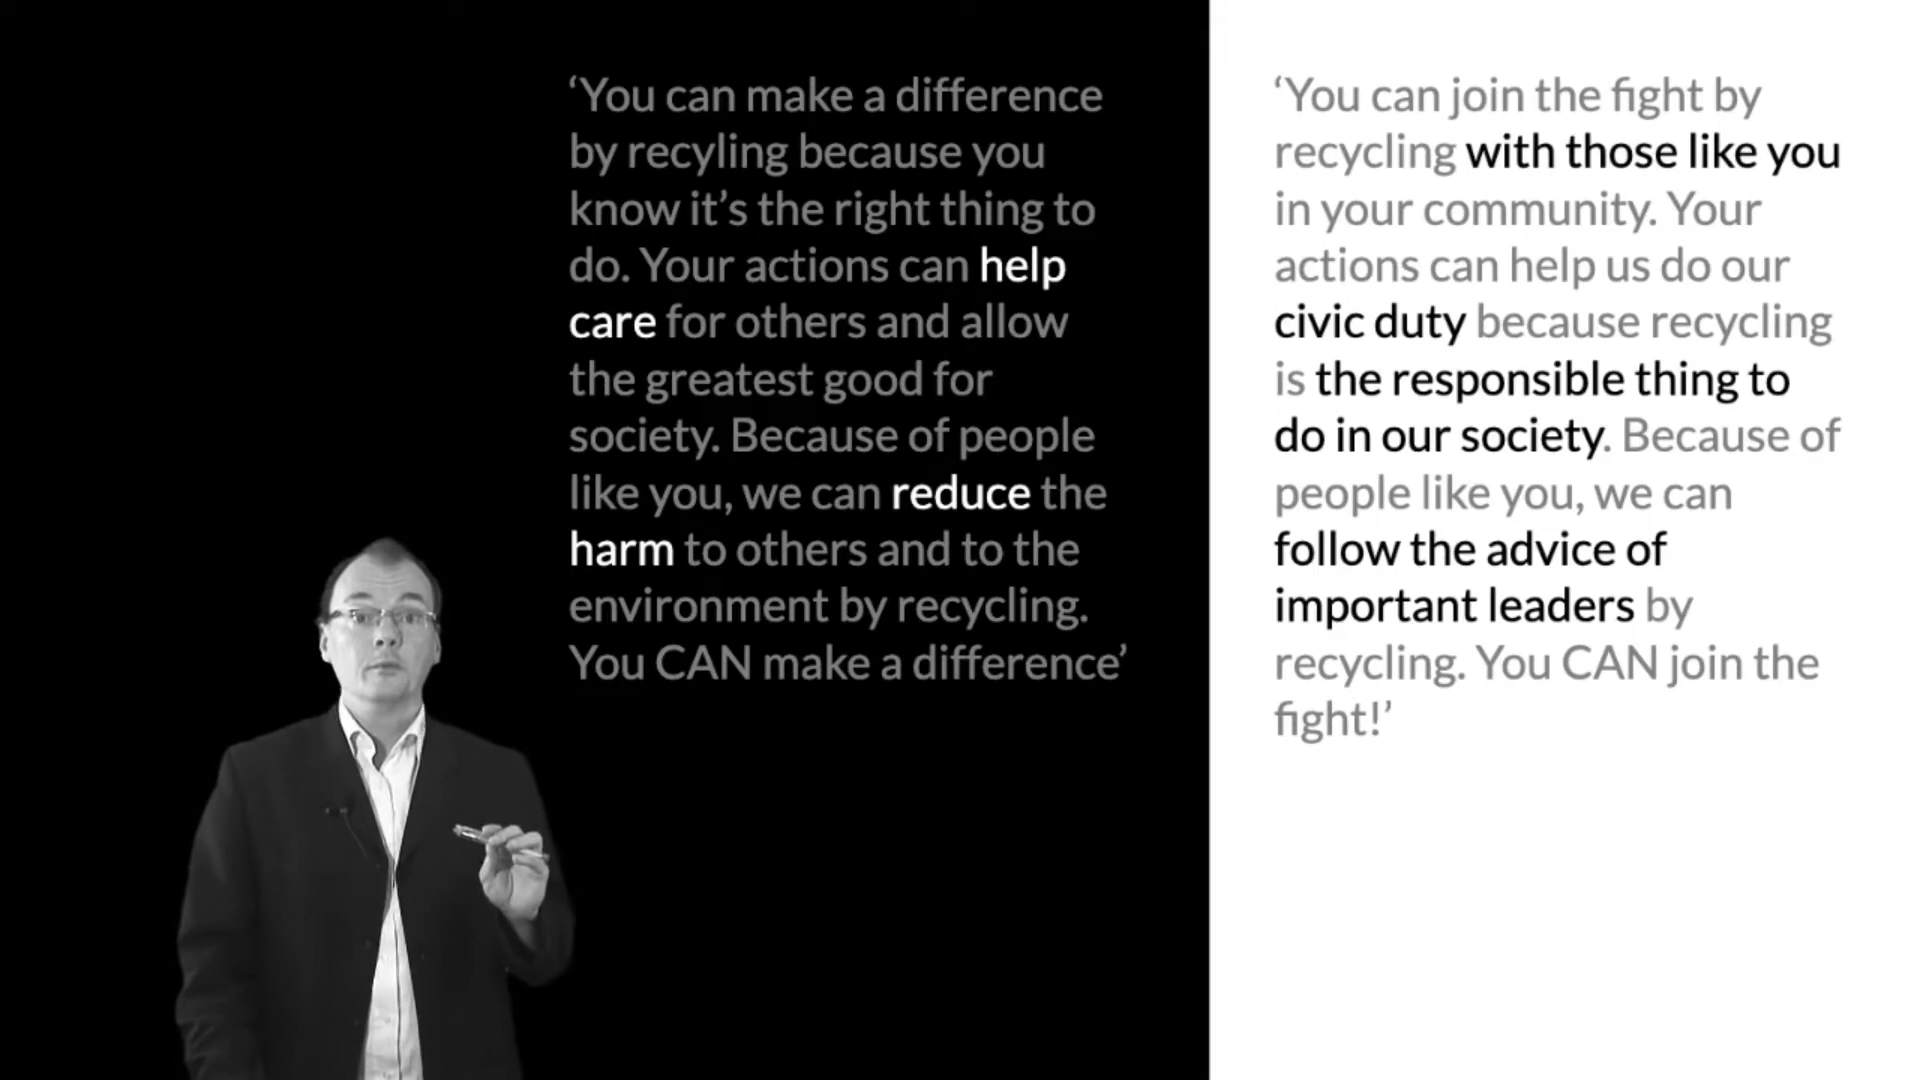 ‘You can make a difference
by recyling because you
know it’s the right thing to
do. Your actions can help
care for others and allow
the greatest good for
society. Because of people
like you, we can reduce the
harm to others and to the
environment by recycling.
You CAN make a difference’
‘You can join the fight by
recycling with those like you
in your community. Your
actions can help us do our
civic duty because recycling
is the responsible thing to
do in our society. Because of
people like you, we can
follow the advice of
important leaders by
recycling. You CAN join the
fight!’